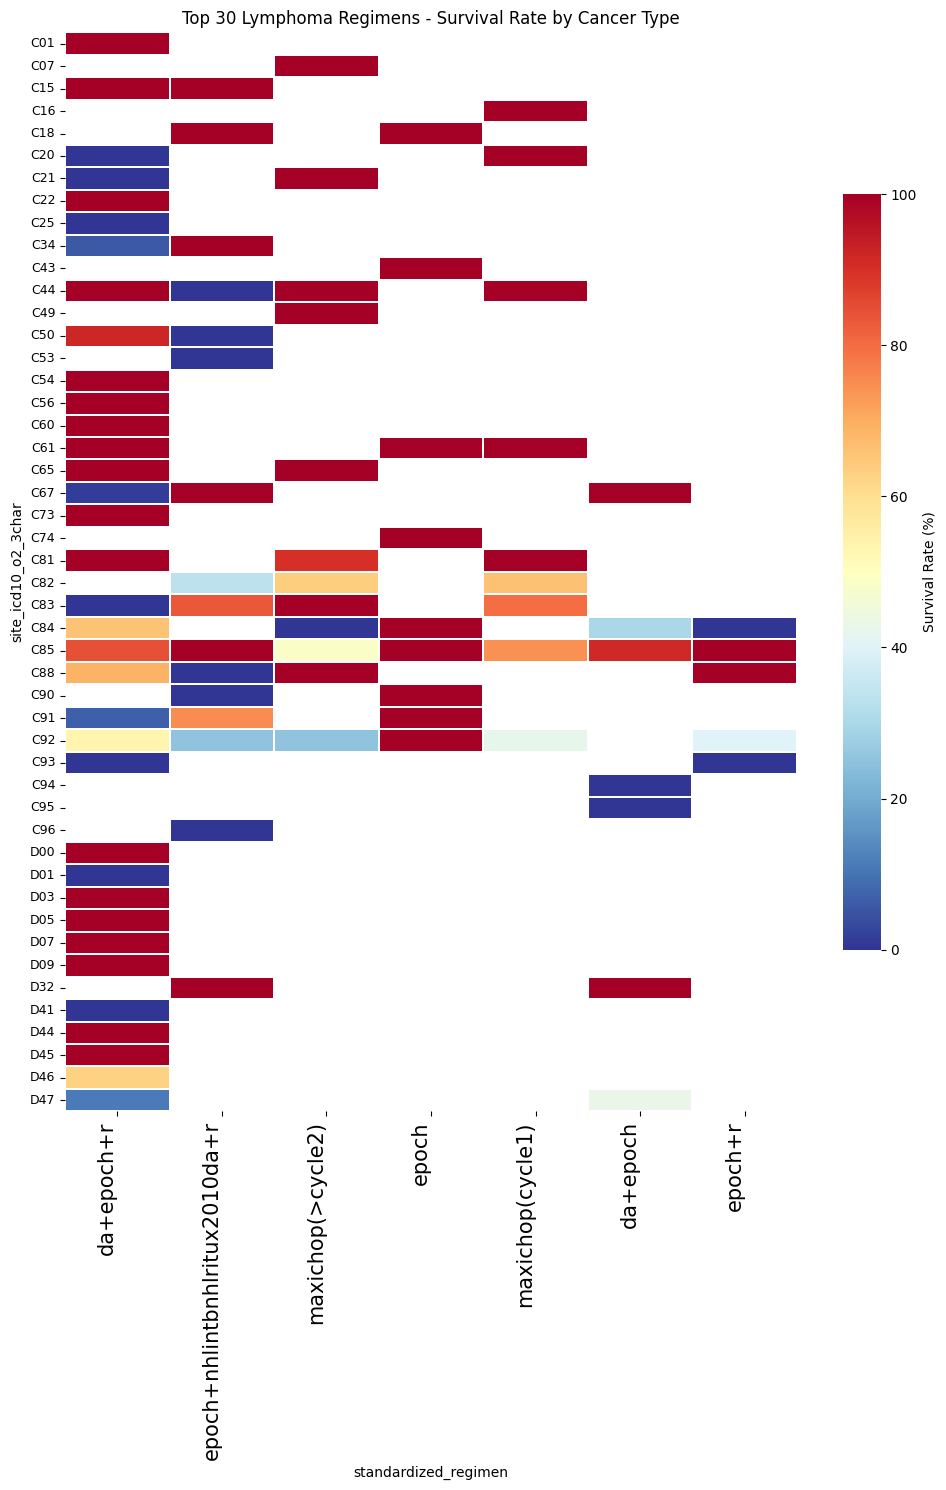 Top 30 Lymphoma Regimens - Survival Rate by Cancer Type
site_icd10_o2_3char
C01
C07
C15
C16
C18
C20
C21
C22
C25
C34
C43
C44
C49
C50
C53
C54
C56
C60
C61
C65
C67
C73
C74
C81
C82
C83
C84
C85
C88
C90
C91
C92
C93
C94
C95
C96
D00
D01
D03
D05
D07
D09
D32
D41
D44
D45
D46
D47
da+epoch+r
epoch+nhlintbnhlritux2010da+r
maxichop(>cycle2)
epoch
maxichop(cycle1)
da+epoch
epoch+r
standardized_regimen
100
80
60
40
20
0
Survival Rate (%)